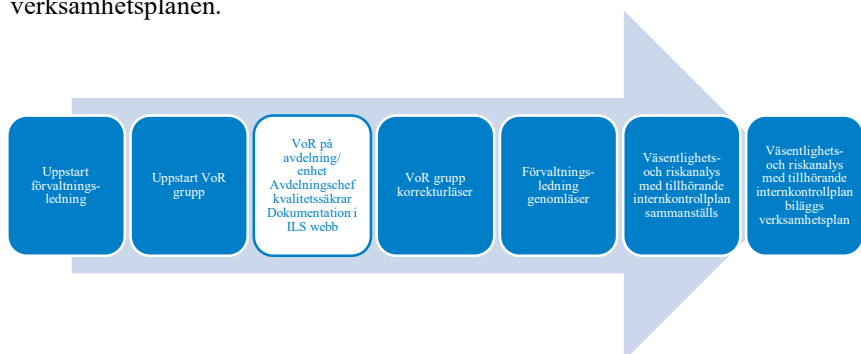 verksamhetsplanen.
Uppstart
förvaltnings-
ledning
Uppstart VoR
grupp
VoR på
avdelning/
enhet
Avdelningschef
kvalitetssäkrar
Dokumentation i
ILS webb
VoR grupp
korrekturläser
Förvaltnings-
ledning
genomläser
Väsentlighets-
och riskanalys
med tillhörande
internkontrollplan
sammanställs
Väsentlighets-
och riskanalys
med tillhörande
internkontrollplan
biläggs
verksamhetsplan